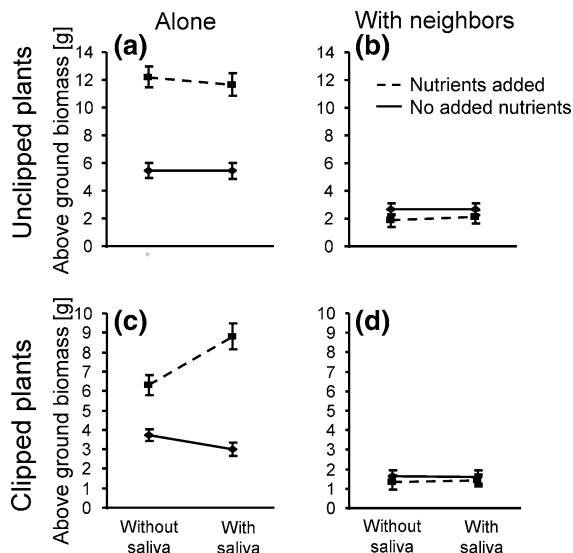 Alone
With neighbors
(a)
(b)
Unclipped plants
Above ground biomass [g]
14
12
10
8
6
4
2
0
14
12
10
8
6
4
2
0
Nutrients added
No added nutrients
(c)
(d)
Clipped plants
Above ground biomass [g]
10
9
8
7
6
5
4
3
2
1
0
10
9
8
7
6
5
4
3
2
1
0
Without
saliva
With
saliva
Without
saliva
With
saliva